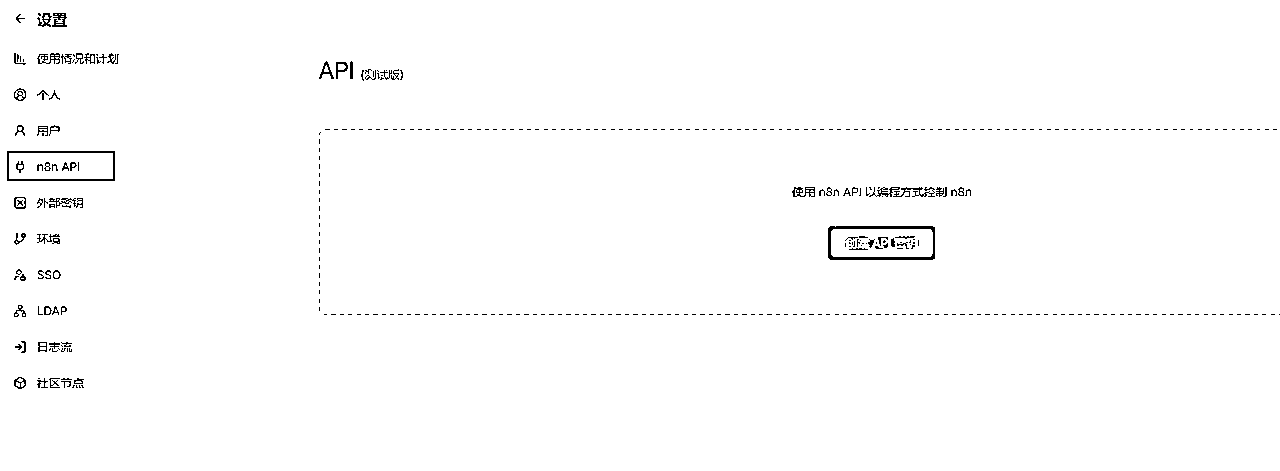 设置
使用情况和计划
个人
用户
n8n API
外部密钥
环境
SSO
LDAP
日志流
社区节点
API (测试版)
使用 n8n API 以编程方式控制 n8n
创建 API 密钥